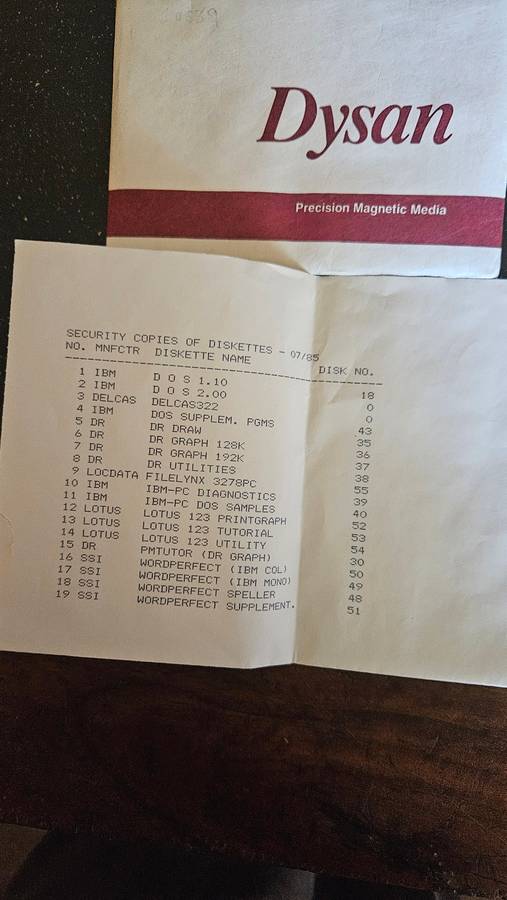 Dysan
Precision Magnetic Media
SECURITY COPIES OF DISKETTES - 07/85
NO. MNFCTR DISKETTE NAME DISK NO.
1 IBM D O S 1.10 18
2 IBM D O S 2.00 0
3 DELCAS DELCAS322 0
4 IBM DOS SUPPLEM. PGMS 43
5 DR DR DRAW 35
6 DR DR GRAPH 128K 36
7 DR DR GRAPH 192K 37
8 DR DR UTILITIES 38
9 LOCDATA FILELYNX 3278PC 55
10 IBM IBM-PC DIAGNOSTICS 39
11 IBM IBM-PC DOS SAMPLES 40
12 LOTUS LOTUS 123 PRINTGRAPH 52
13 LOTUS LOTUS 123 TUTORIAL 53
14 LOTUS LOTUS 123 UTILITY 54
15 DR PMTUTOR (DR GRAPH) 30
16 SSI WORDPERFECT (IBM COL) 50
17 SSI WORDPERFECT (IBM MONO) 49
18 SSI WORDPERFECT SPELLER 48
19 SSI WORDPERFECT SUPPLEMENT. 51